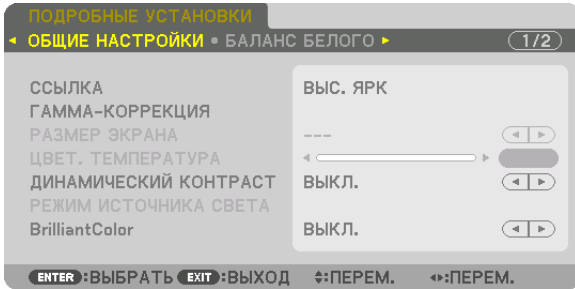 ПОДРОБНЫЕ УСТАНОВКИ
ОБЩИЕ НАСТРОЙКИ • БАЛАНС БЕЛОГО 1/2
ССЫЛКА ВЫС. ЯРК
ГАММА-КОРРЕКЦИЯ
РАЗМЕР ЭКРАНА ---
ЦВЕТ. ТЕМПЕРАТУРА
ДИНАМИЧЕСКИЙ КОНТРАСТ ВЫКЛ.
РЕЖИМ ИСТОЧНИКА СВЕТА
BrilliantColor ВЫКЛ.
ENTER :ВЫБРАТЬ EXIT :ВЫХОД :ПЕРЕМ. :ПЕРЕМ.